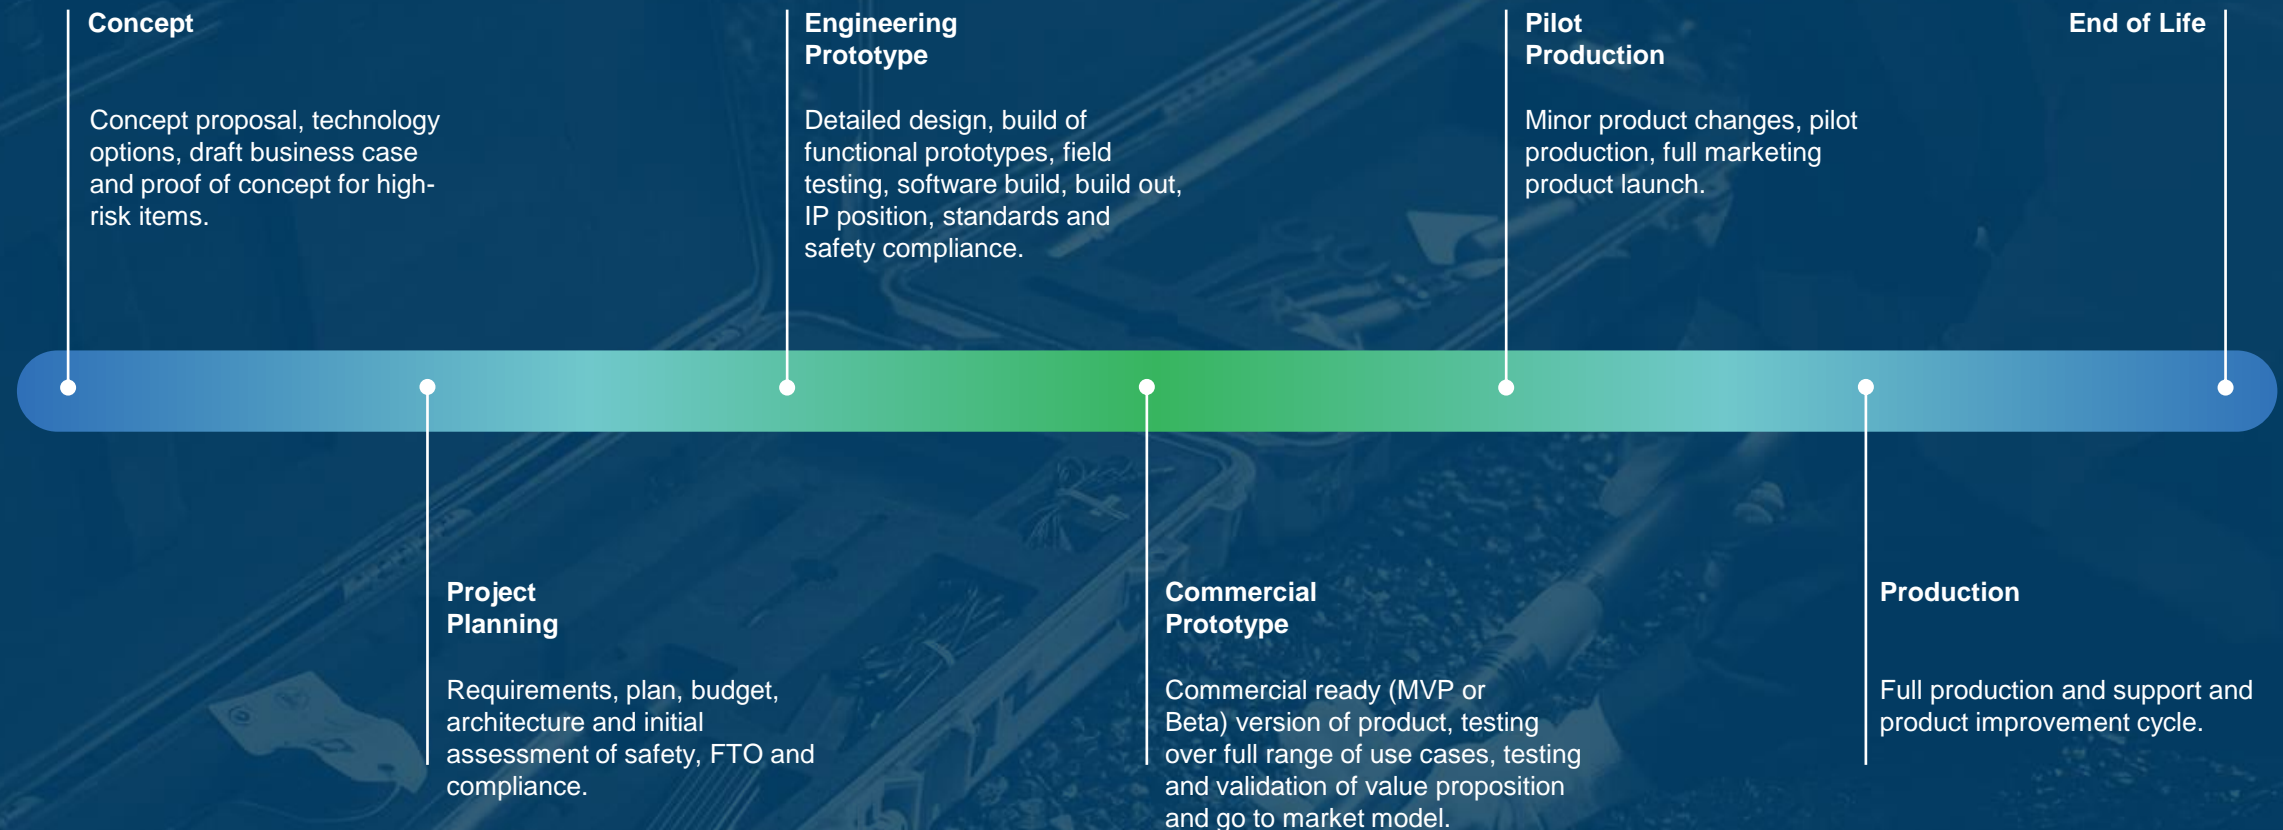 Concept
Concept proposal, technology
options, draft business case
and proof of concept for high-
risk items.
Project
Planning
Requirements, plan, budget,
architecture and initial
assessment of safety, FTO and
compliance.
Engineering
Prototype
Detailed design, build of
functional prototypes, field
testing, software build, build out,
IP position, standards and
safety compliance.
Commercial
Prototype
Commercial ready (MVP or
Beta) version of product, testing
over full range of use cases, testing
and validation of value proposition
and go to market model.
Pilot
Production
Minor product changes, pilot
production, full marketing
product launch.
Production
Full production and support and
product improvement cycle.
End of Life